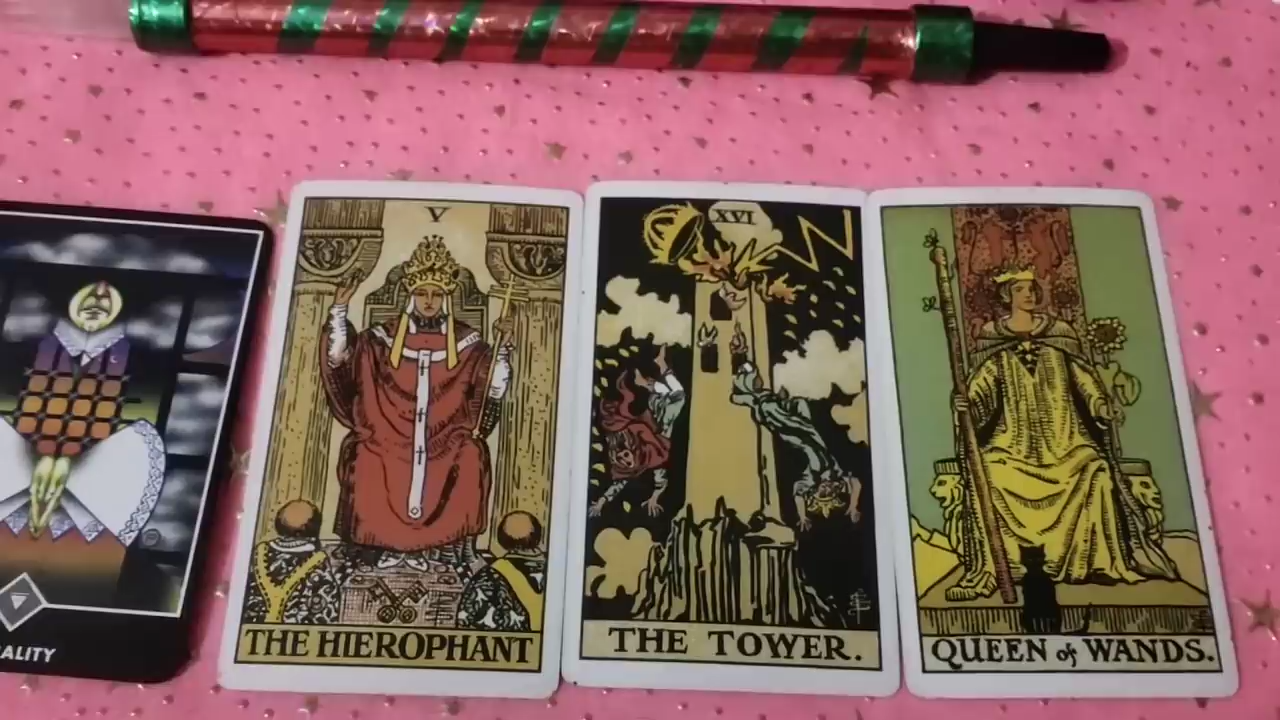 ALITY
V
THE HIEROPHANT
XVI
THE TOWER.
QUEEN of WANDS.